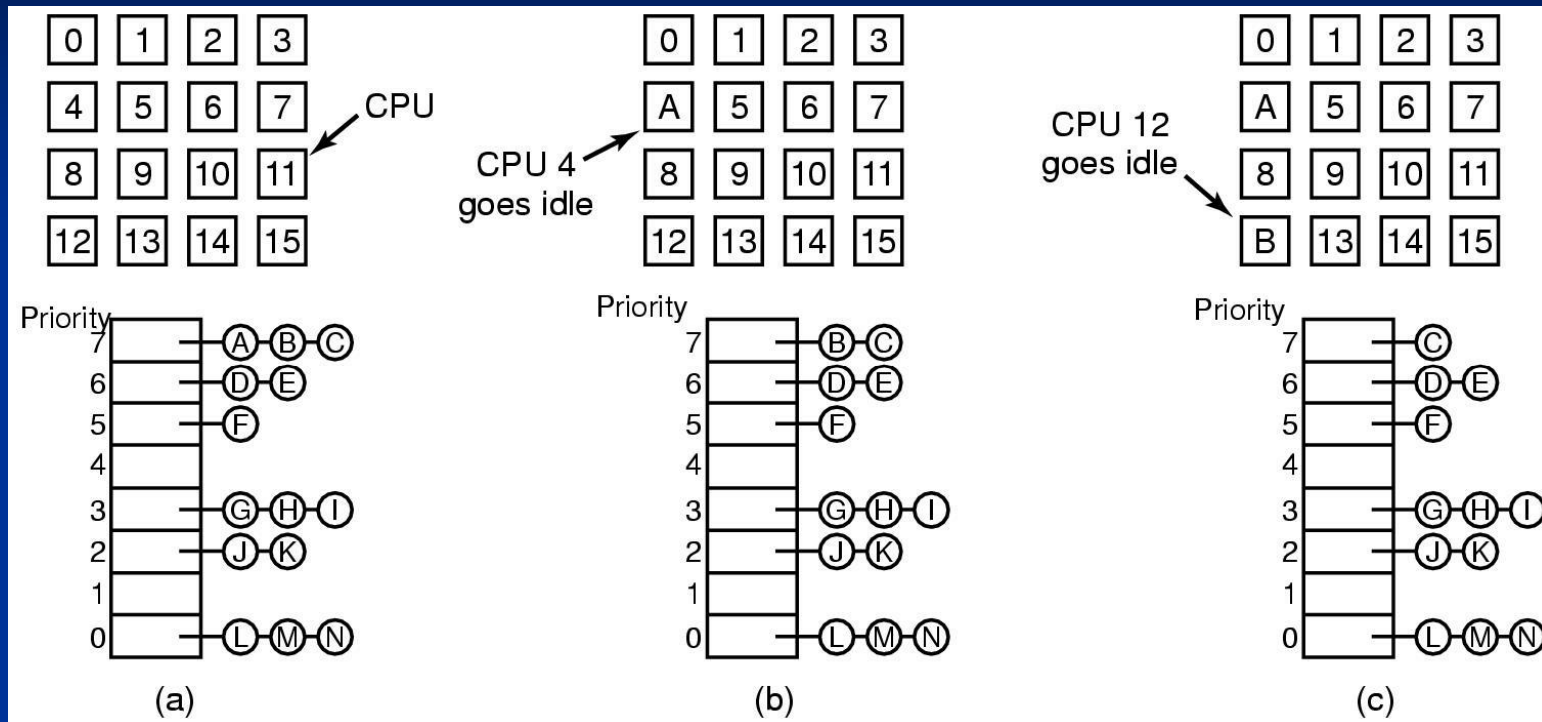 0 1 2 3
4 5 6 7
CPU
8 9 10 11
12 13 14 15
Priority
7 A B C
6 D E
5 F
4
3 G H I
2 J K
1
0 L M N
(a)
0 1 2 3
A 5 6 7
CPU 4
goes idle
8 9 10 11
12 13 14 15
Priority
7 B C
6 D E
5 F
4
3 G H I
2 J K
1
0 L M N
(b)
0 1 2 3
A 5 6 7
CPU 12
goes idle
8 9 10 11
B 13 14 15
Priority
7 C
6 D E
5 F
4
3 G H I
2 J K
1
0 L M N
(c)